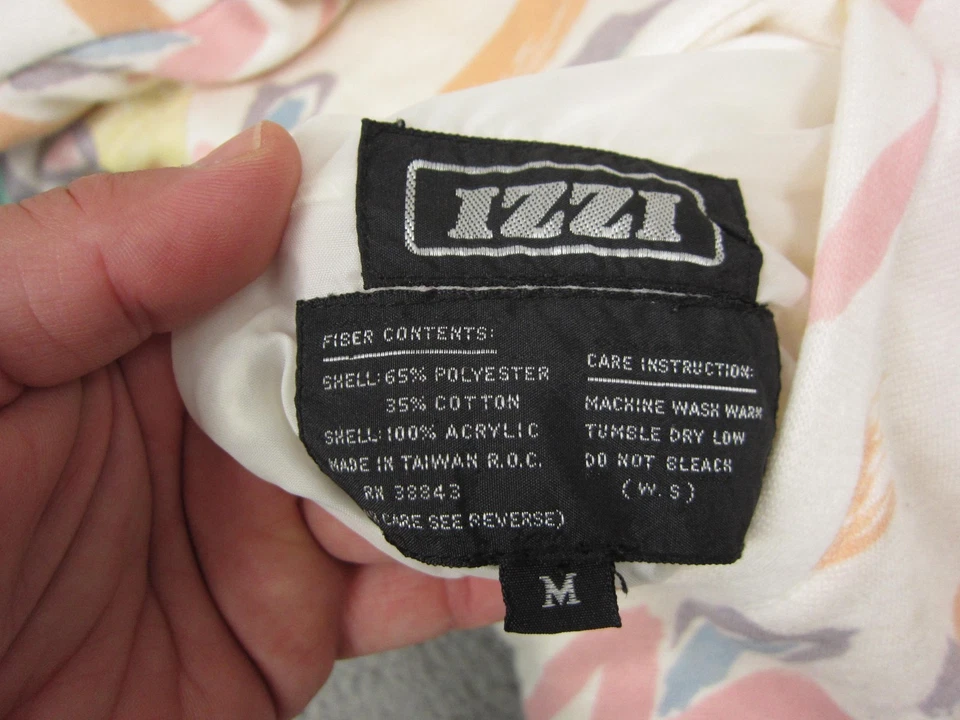 IZZI
FIBER CONTENTS:
SHELL: 65% POLYESTER
35% COTTON
SHELL: 100% ACRYLIC
MADE IN TAIWAN R.O.C.
RN 38843
CARE SEE REVERSE)
CARE INSTRUCTION:
MACHINE WASH WARM
TUMBLE DRY LOW
DO NOT BLEACH
(W.S)
M